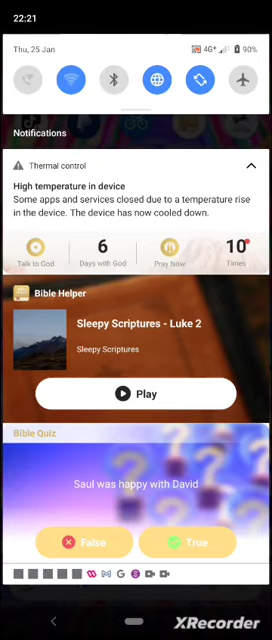 22:21
Thu, 25 Jan
4G+
90%
Notifications
Thermal control
High temperature in device
Some apps and services closed due to a temperature rise
in the device. The device has now cooled down.
6
10
Talk to God
Days with God
Pray Now
Times
Bible Helper
Sleepy Scriptures - Luke 2
Sleepy Scriptures
Play
Bible Quiz
Saul was happy with David
False
True
XRecorder